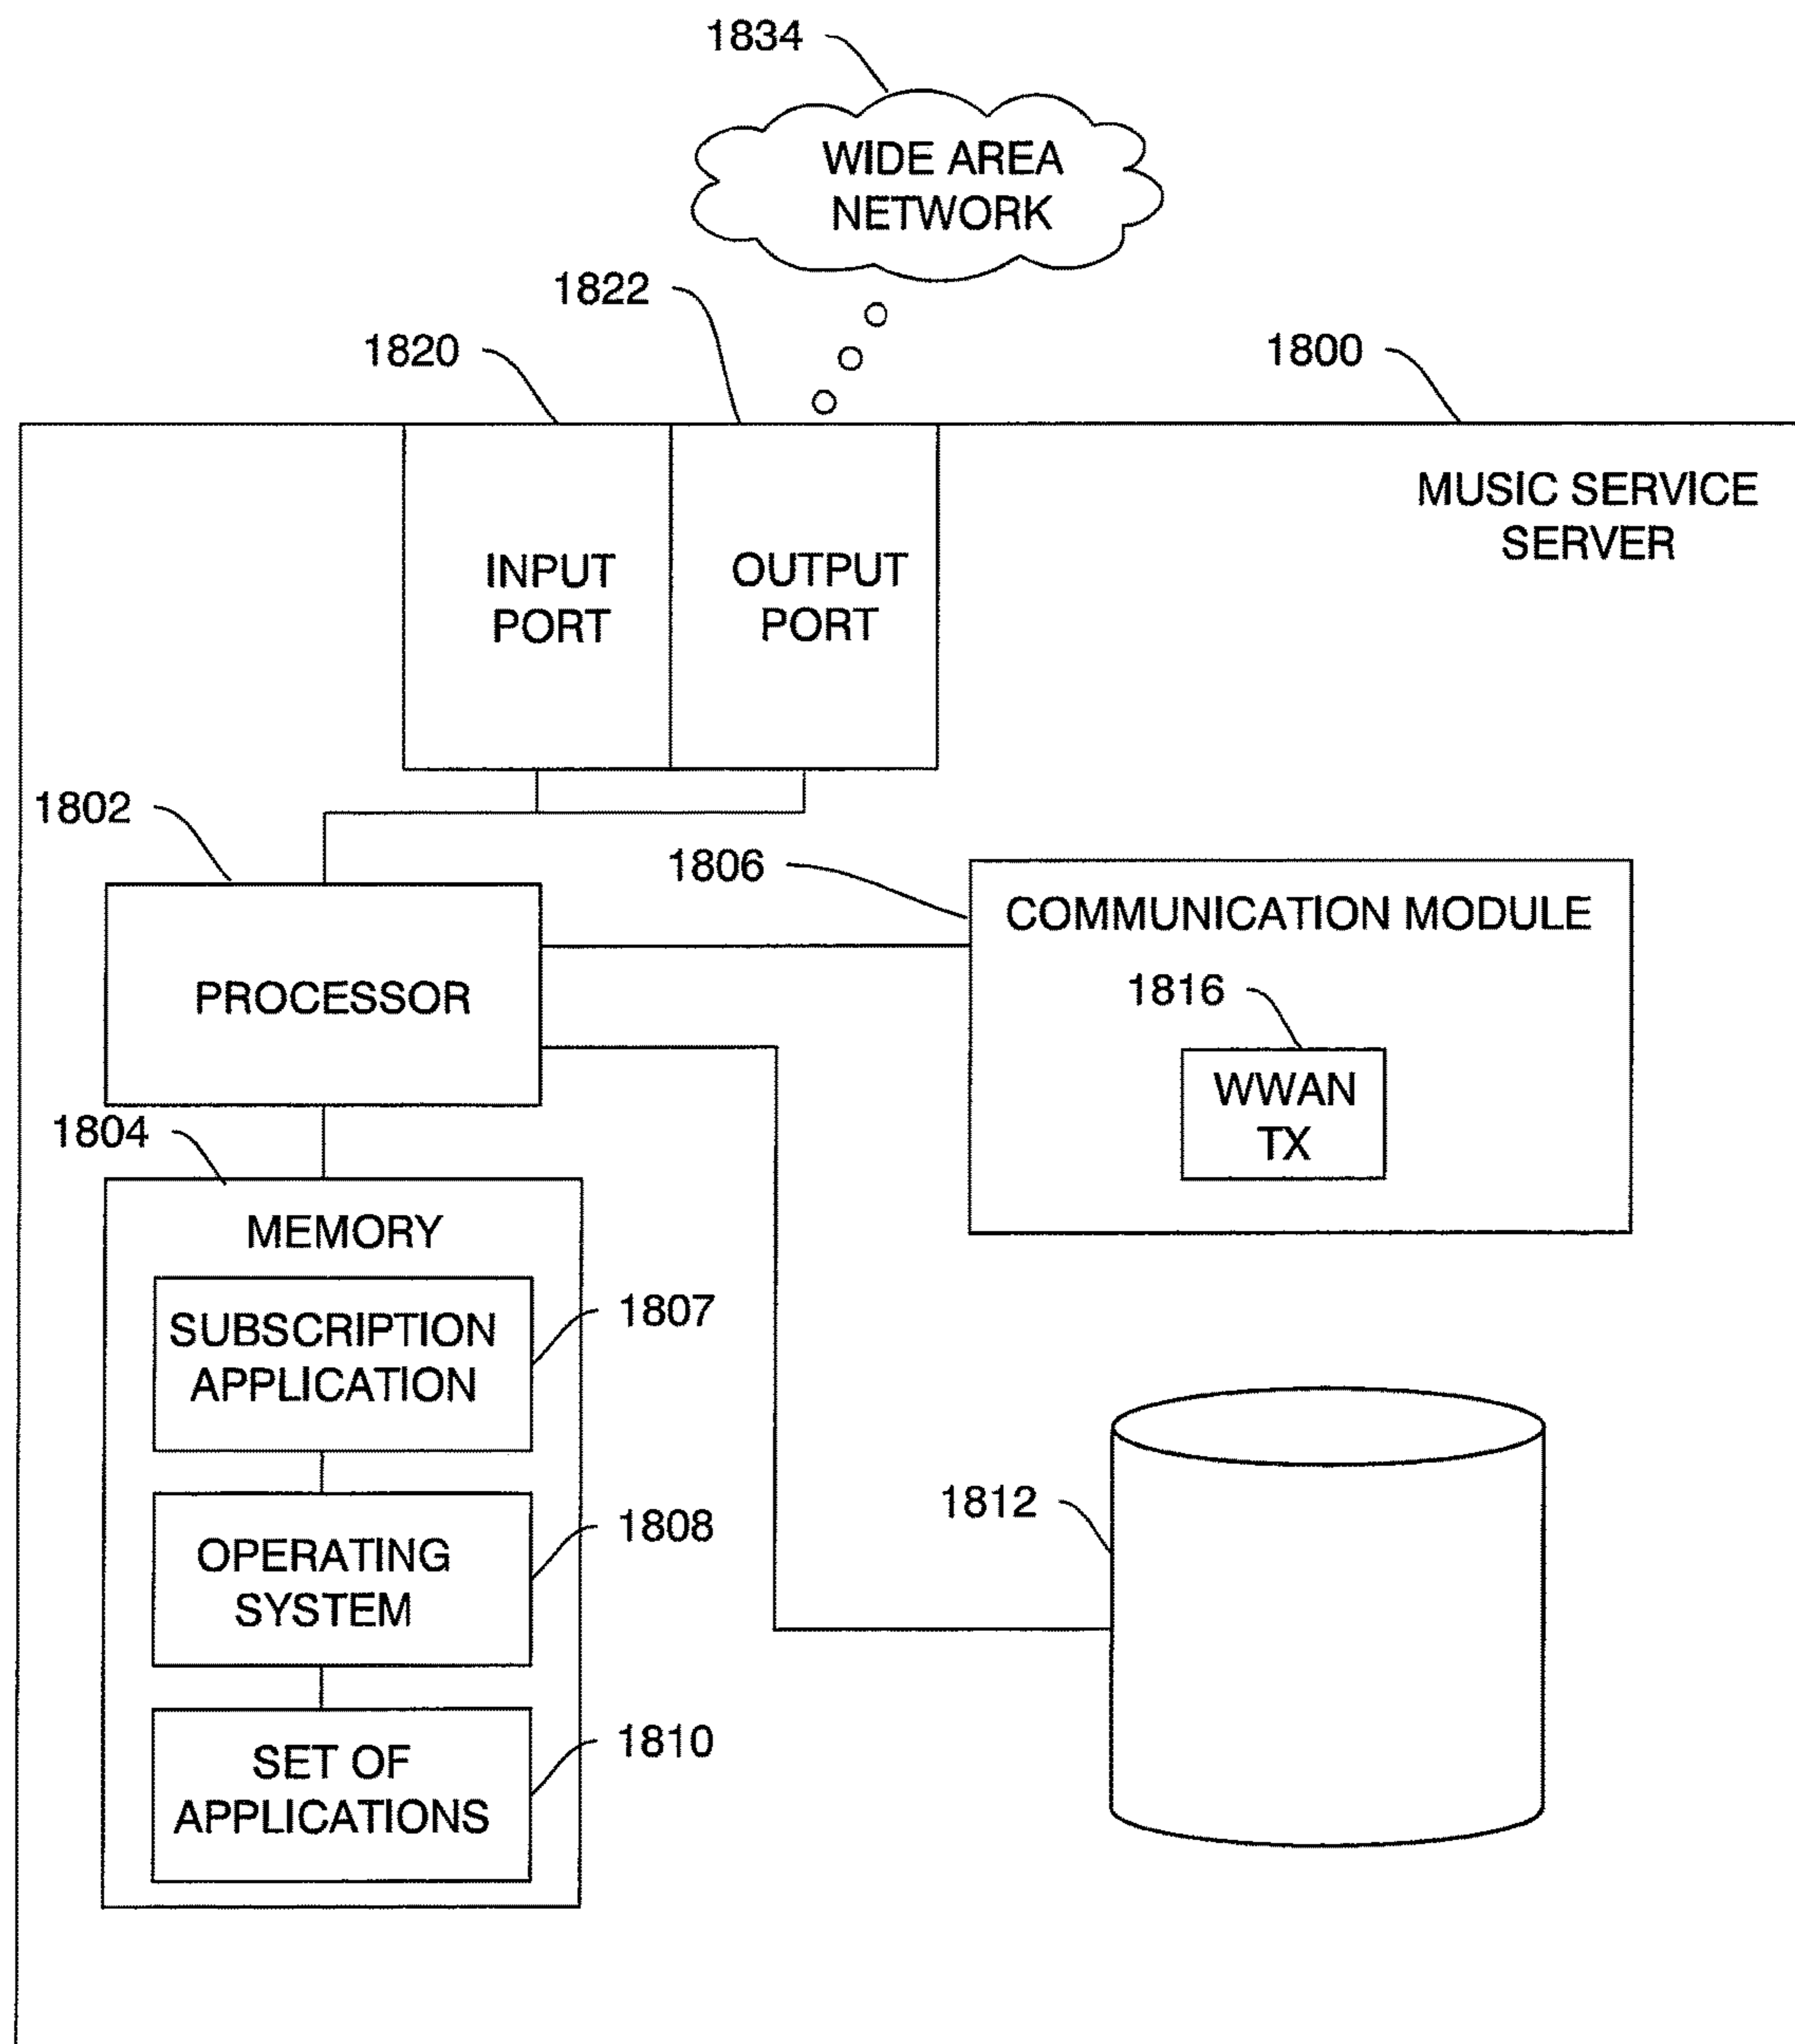 1834
WIDE AREA
NETWORK
1822
1820
1800
MUSIC SERVICE
SERVER
INPUT
PORT
OUTPUT
PORT
1802
1806
COMMUNICATION MODULE
PROCESSOR
1816
WWAN
TX
1804
MEMORY
SUBSCRIPTION
APPLICATION
1807
1812
OPERATING
SYSTEM
1808
SET OF
APPLICATIONS
1810